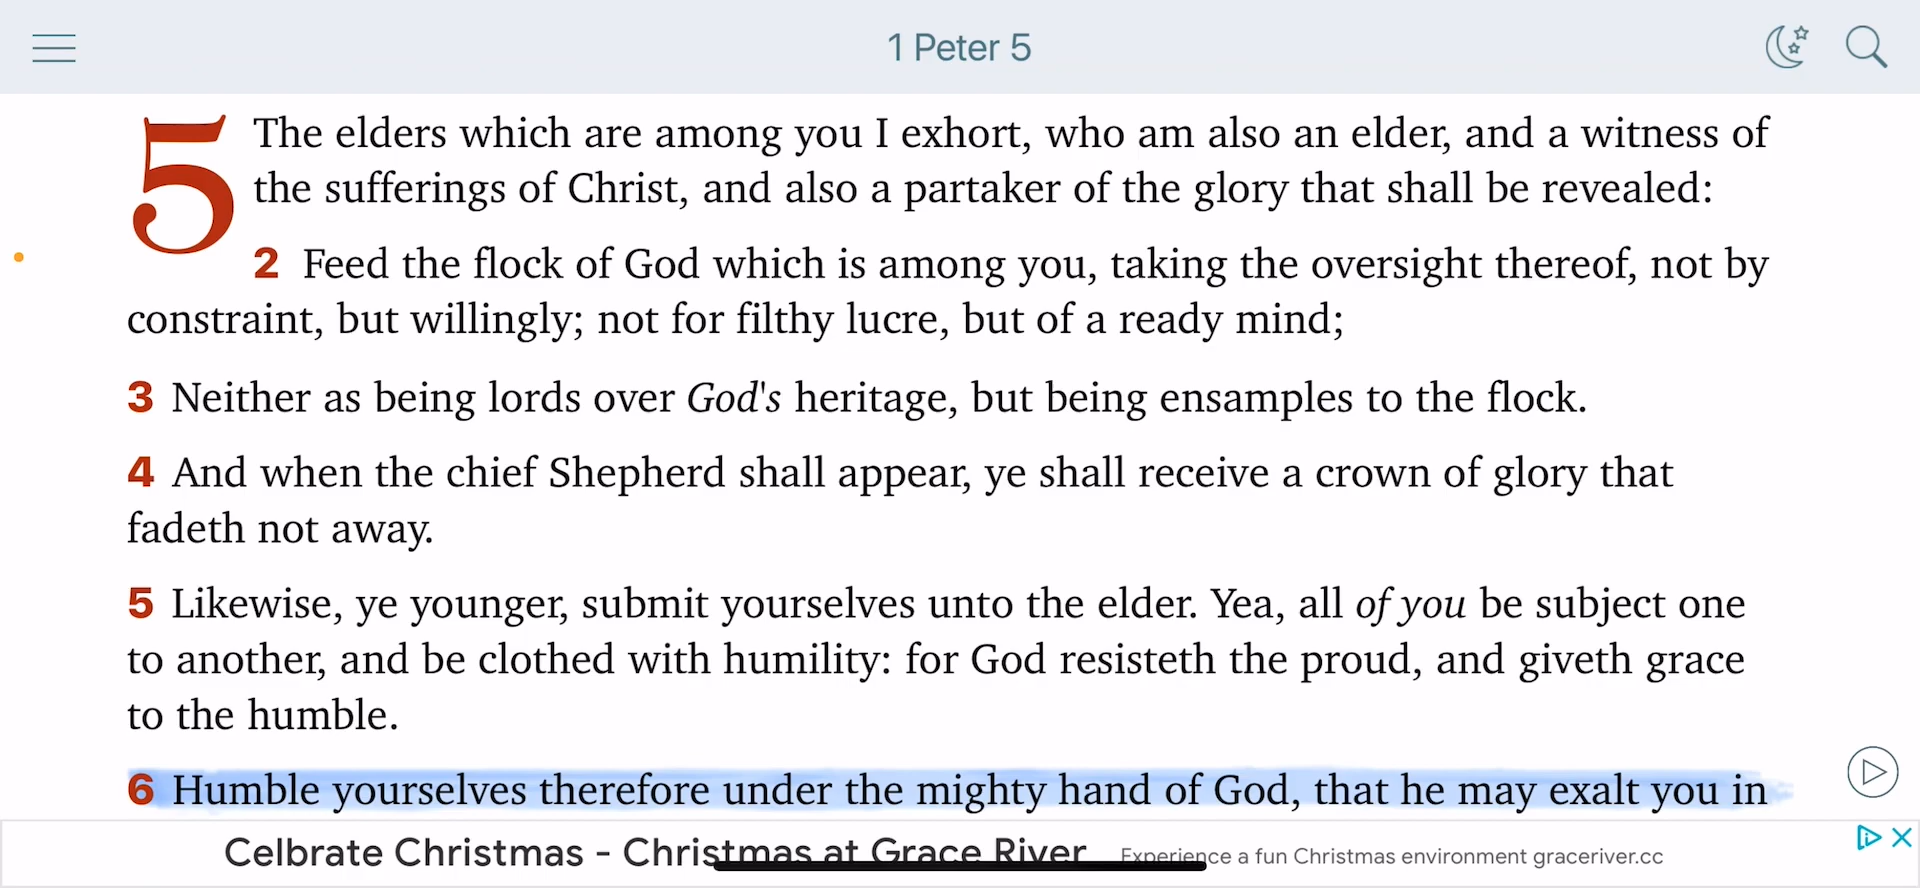 1 Peter 5
5 The elders which are among you I exhort, who am also an elder, and a witness of
the sufferings of Christ, and also a partaker of the glory that shall be revealed:
2 Feed the flock of God which is among you, taking the oversight thereof, not by
constraint, but willingly; not for filthy lucre, but of a ready mind;
3 Neither as being lords over God's heritage, but being ensamples to the flock.
4 And when the chief Shepherd shall appear, ye shall receive a crown of glory that
fadeth not away.
5 Likewise, ye younger, submit yourselves unto the elder. Yea, all of you be subject one
to another, and be clothed with humility: for God resisteth the proud, and giveth grace
to the humble.
6 Humble yourselves therefore under the mighty hand of God, that he may exalt you in
Celbrate Christmas - Christmas at Grace River Experience a fun Christmas environment graceriver.cc